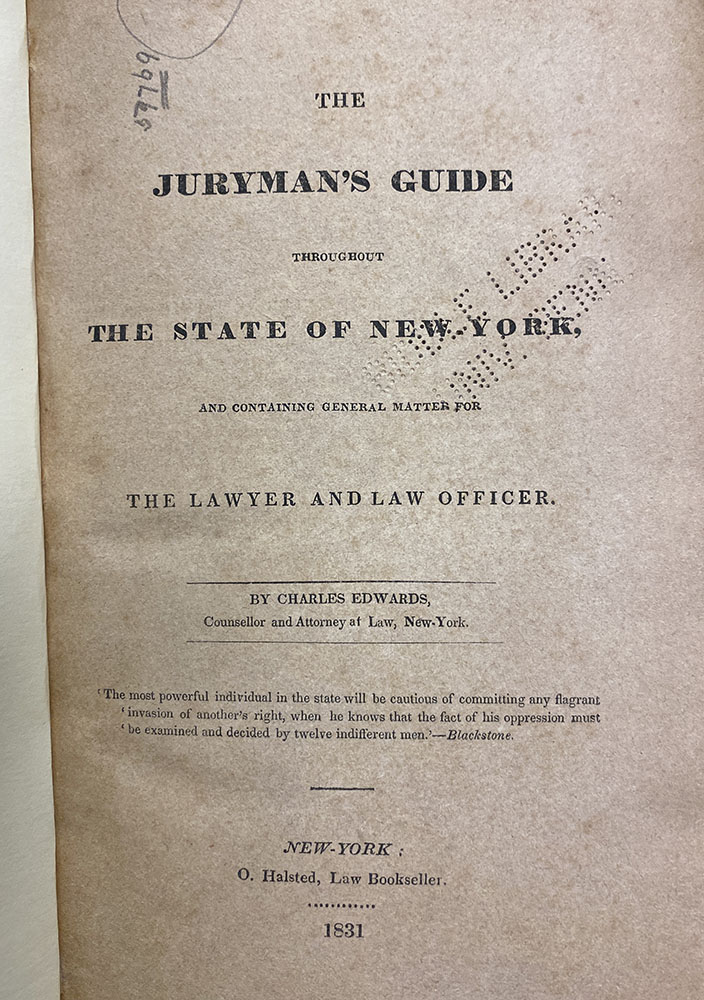 THE
JURYMAN'S GUIDE
THROUGHOUT
THE STATE OF NEW-YORK,
AND CONTAINING GENERAL MATTER FOR
THE LAWYER AND LAW OFFICER.
BY CHARLES EDWARDS,
Counsellor and Attorney at Law, New-York.
'The most powerful individual in the state will be cautious of committing any flagrant
'invasion of another's right, when he knows that the fact of his oppression must
'be examined and decided by twelve indifferent men.'—Blackstone.
NEW-YORK:
O. Halsted, Law Bookseller.
1831